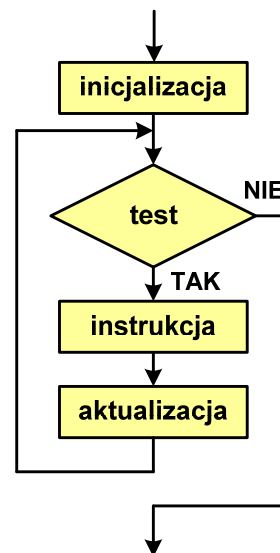 inicjalizacja
test
NIE
TAK
instrukcja
aktualizacja